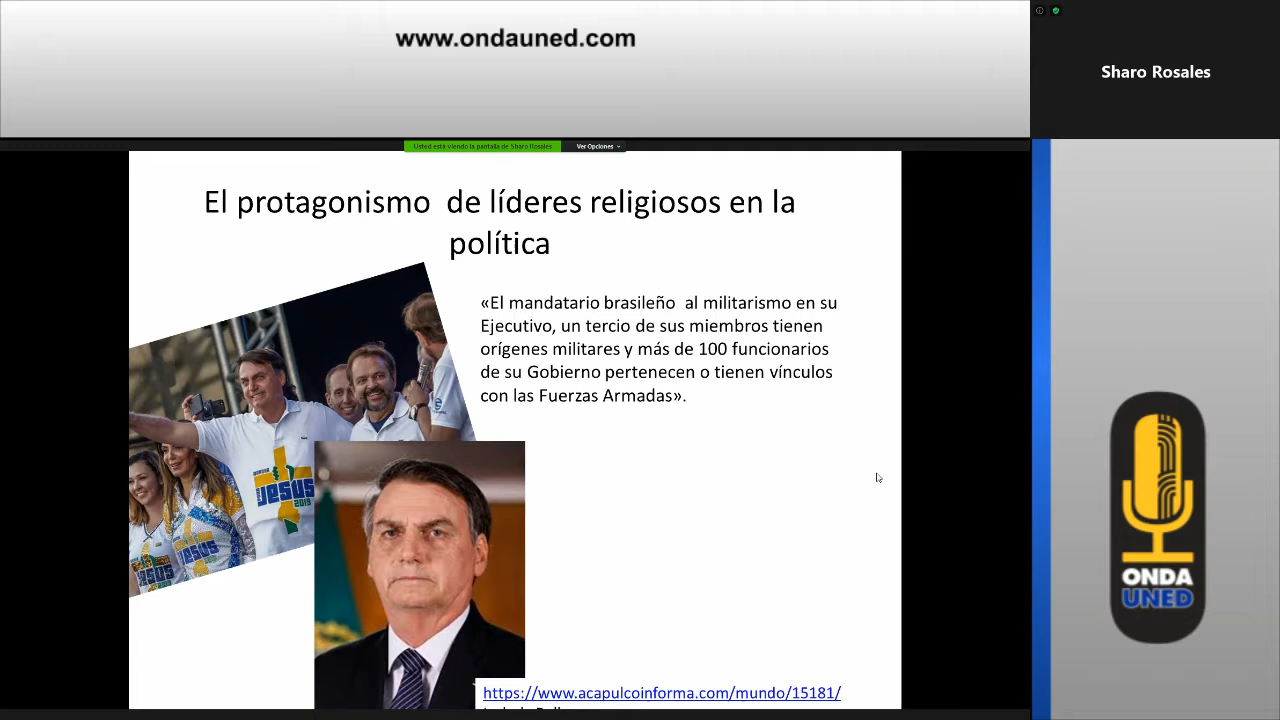 www.ondauned.com
Sharo Rosales
Usted está viendo la pantalla de Sharo Rosales
Ver Opciones
El protagonismo de líderes religiosos en la
política
«El mandatario brasileño al militarismo en su
Ejecutivo, un tercio de sus miembros tienen
orígenes militares y más de 100 funcionarios
de su Gobierno pertenecen o tienen vínculos
con las Fuerzas Armadas».
JESUS
2019
JESUS
ONDA
UNED
https://www.acapulcoinforma.com/mundo/15181/